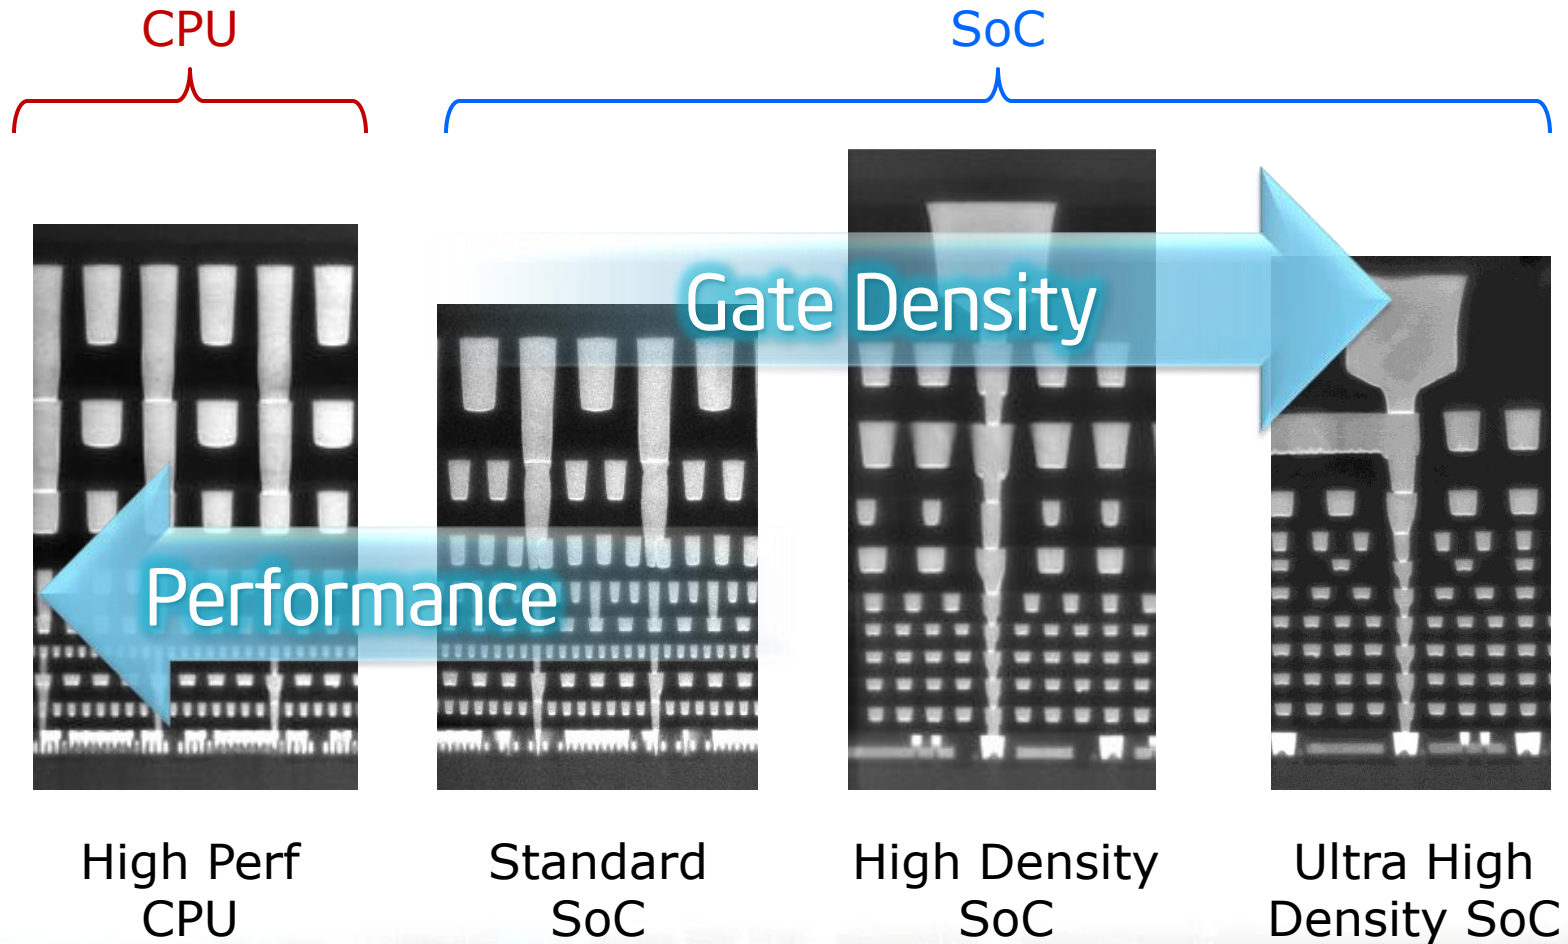 CPU
SoC
Gate Density
Performance
High Perf
CPU
Standard
SoC
High Density
SoC
Ultra High
Density SoC